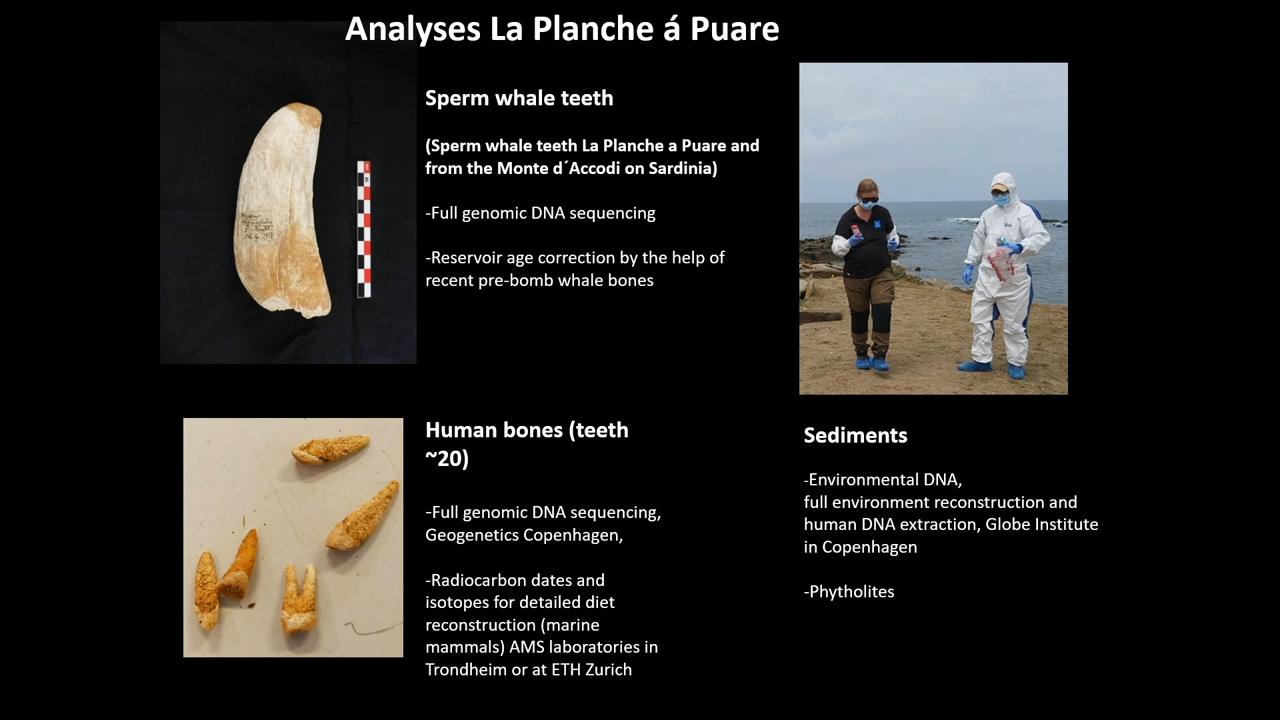 Analyses La Planche á Puare
Sperm whale teeth
(Sperm whale teeth La Planche a Puare and
from the Monte d´Accodi on Sardinia)
-Full genomic DNA sequencing
-Reservoir age correction by the help of
recent pre-bomb whale bones
Human bones (teeth
~20)
-Full genomic DNA sequencing,
Geogenetics Copenhagen,
-Radiocarbon dates and
isotopes for detailed diet
reconstruction (marine
mammals) AMS laboratories in
Trondheim or at ETH Zurich
Sediments
-Environmental DNA,
full environment reconstruction and
human DNA extraction, Globe Institute
in Copenhagen
-Phytholites